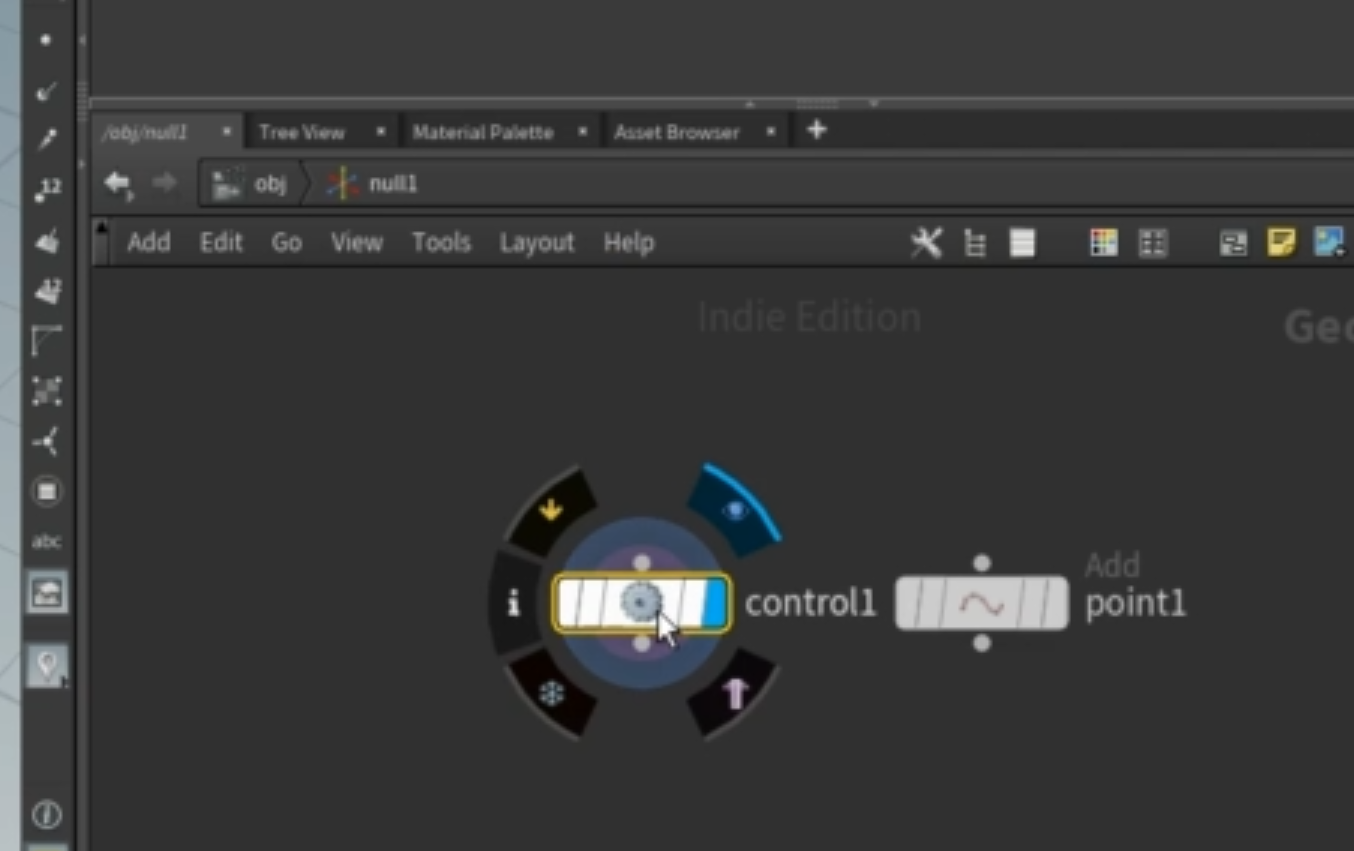 /obj/null1 Tree View Material Palette Asset Browser
obj null1
12
Add Edit Go View Tools Layout Help
12
Indie Edition
Geo
abc
i
Add
control1 point1